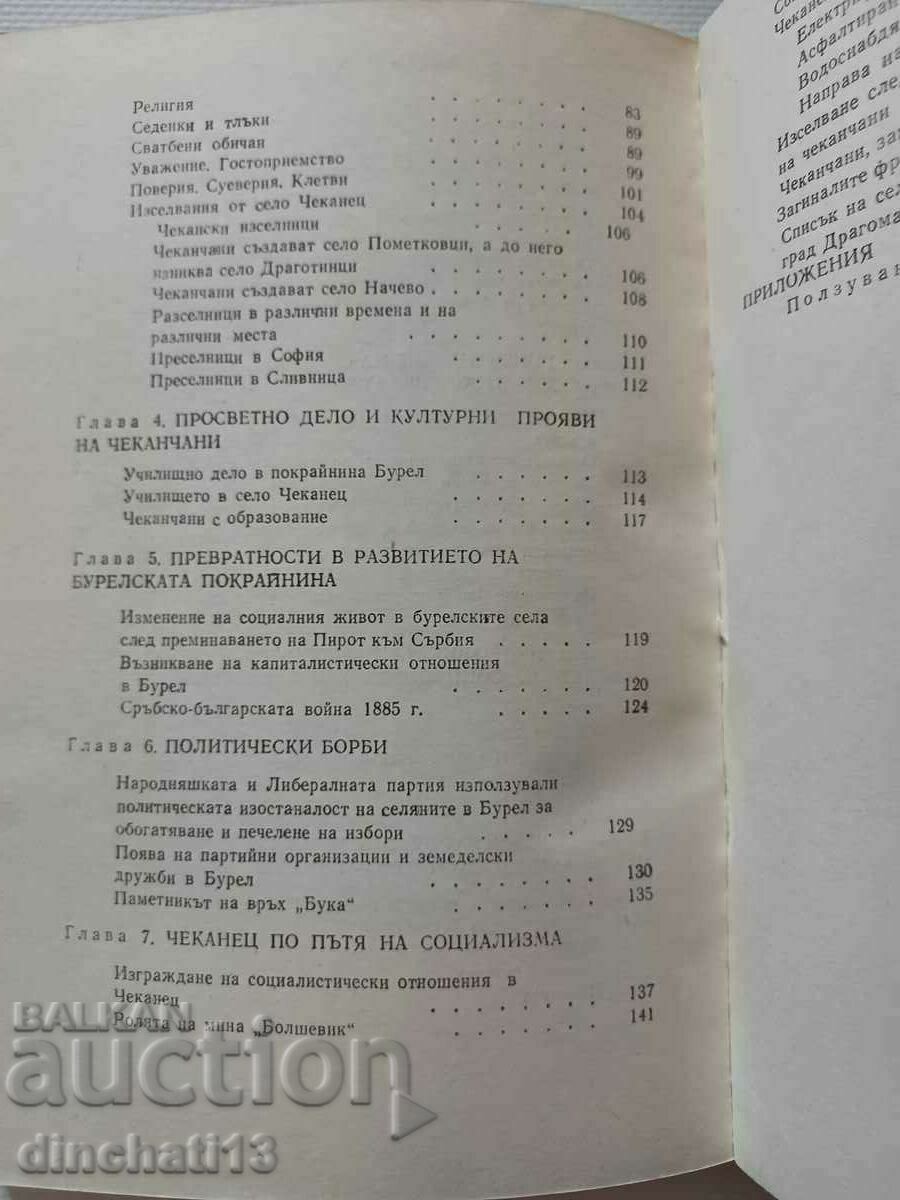 Религия . . . . . . . 83
Седенки и тлъки . . . . . . . 89
Сватбени обичаи . . . . . . . 89
Уважение. Гостоприемство . . . . . . . 99
Поверия. Суеверия. Клетви . . . . . . . 101
Изселвания от село Чеканец . . . . . . . 104
Чекански изселници . . . . . . . 106
Чеканчани създават село Пометковци, а до него
изниква село Драготинци . . . . . . . 106
Чеканчани създават село Начево . . . . . . . 108
Разселници в различни времена и на
различни места . . . . . . . . 110
Преселници в София . . . . . . 111
Преселници в Сливница . . . . . 112
Глава 4. ПРОСВЕТНО ДЕЛО И КУЛТУРНИ ПРОЯВИ
НА ЧЕКАНЧАНИ
Училищно дело в покрайнина Бурел . . . . . . 113
Училището в село Чеканец . . . . . . . 114
Чеканчани с образование . . . . . . . 117
Глава 5. ПРЕВРАТНОСТИ В РАЗВИТИЕТО НА
БУРЕЛСКАТА ПОКРАЙНИНА
Изменение на социалния живот в бурелските села
след преминаването на Пирот към Сърбия . . . . . 119
Възникване на капиталистически отношения
в Бурел . . . . . . . 120
Сръбско-българската война 1885 г. . . . . . 124
Глава 6. ПОЛИТИЧЕСКИ БОРБИ
Народняшката и Либералната партия използували
политическата изостаналост на селяните в Бурел за
обогатяване и печелене на избори . . . . . 129
Поява на партийни организации и земеделски
дружби в Бурел . . . . . . . . 130
Паметникът на връх „Бука“ . . . . . . . 135
Глава 7. ЧЕКАНЕЦ ПО ПЪТЯ НА СОЦИАЛИЗМА
Изграждане на социалистически отношения в
Чеканец . . . . . . . . 137
Ролята на мина „Болшевик“ . . . . . . . 141
Асфалтиран
Водоснабдя
Направа из
Изселване след
на чеканчани
Чеканчани, заг
Загиналите фр
Списък на сел
град Драгома
ПРИЛОЖЕНИЯ
Ползуван
BALKAN
auction
dinchati13